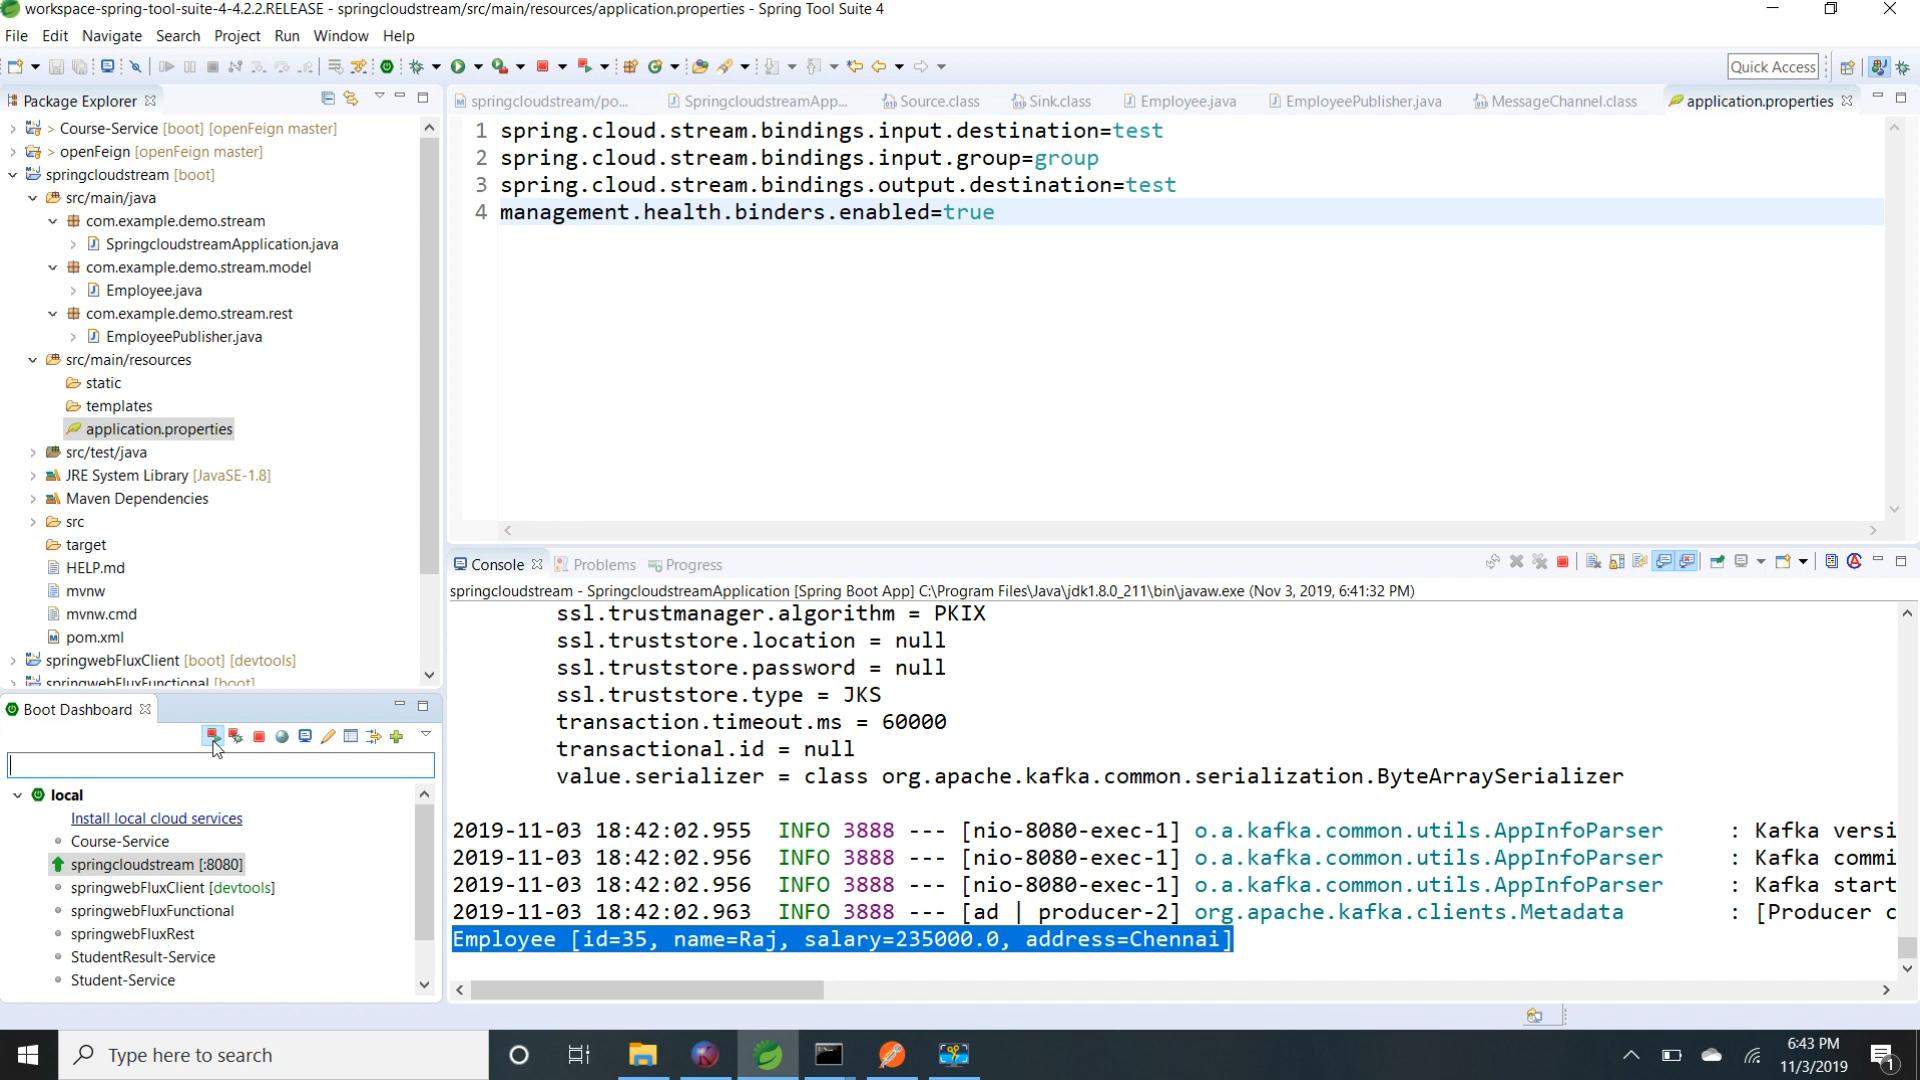 workspace-spring-tool-suite-4-4.2.2.RELEASE - springcloudstream/src/main/resources/application.properties - Spring Tool Suite 4
File Edit Navigate Search Project Run Window Help
Quick Access
Package Explorer
springcloudstream/po...
SpringcloudstreamApp...
Source.class
Sink.class
Employee.java
EmployeePublisher.java
MessageChannel.class
application.properties
> Course-Service [boot] [openFeign master]
> openFeign [openFeign master]
springcloudstream [boot]
src/main/java
com.example.demo.stream
SpringcloudstreamApplication.java
com.example.demo.stream.model
Employee.java
com.example.demo.stream.rest
EmployeePublisher.java
src/main/resources
static
templates
application.properties
src/test/java
JRE System Library [JavaSE-1.8]
Maven Dependencies
src
target
HELP.md
mvnw
mvnw.cmd
pom.xml
springwebFluxClient [boot] [devtools]
springwebFluxFunctional [boot]
1 spring.cloud.stream.bindings.input.destination=test
2 spring.cloud.stream.bindings.input.group=group
3 spring.cloud.stream.bindings.output.destination=test
4 management.health.binders.enabled=true
Boot Dashboard
local
Install local cloud services
Course-Service
springcloudstream [:8080]
springwebFluxClient [devtools]
springwebFluxFunctional
springwebFluxRest
StudentResult-Service
Student-Service
Console
Problems
Progress
springcloudstream - SpringcloudstreamApplication [Spring Boot App] C:\Program Files\Java\jdk1.8.0_211\bin\javaw.exe (Nov 3, 2019, 6:41:32 PM)
ssl.trustmanager.algorithm = PKIX
ssl.truststore.location = null
ssl.truststore.password = null
ssl.truststore.type = JKS
transaction.timeout.ms = 60000
transactional.id = null
value.serializer = class org.apache.kafka.common.serialization.ByteArraySerializer
2019-11-03 18:42:02.955 INFO 3888 --- [nio-8080-exec-1] o.a.kafka.common.utils.AppInfoParser : Kafka versi
2019-11-03 18:42:02.956 INFO 3888 --- [nio-8080-exec-1] o.a.kafka.common.utils.AppInfoParser : Kafka commi
2019-11-03 18:42:02.956 INFO 3888 --- [nio-8080-exec-1] o.a.kafka.common.utils.AppInfoParser : Kafka start
2019-11-03 18:42:02.963 INFO 3888 --- [ad | producer-2] org.apache.kafka.clients.Metadata : [Producer c
Employee [id=35, name=Raj, salary=235000.0, address=Chennai]
Type here to search
6:43 PM
11/3/2019
1